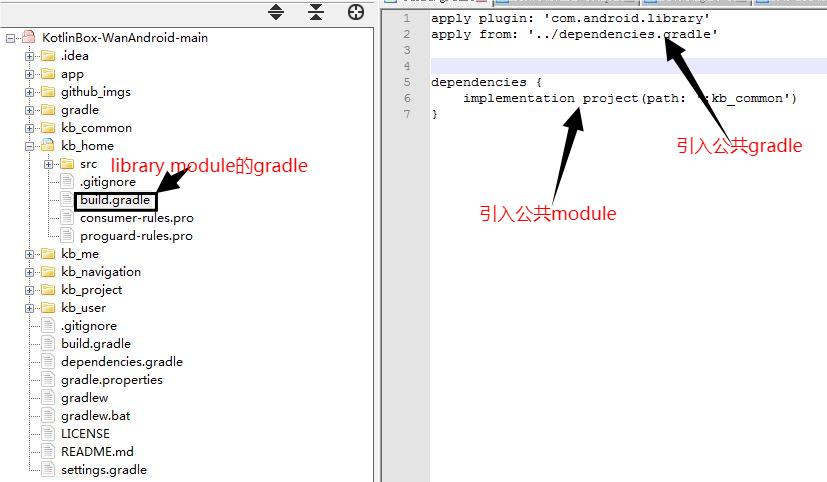 KotlinBox-WanAndroid-main
.idea
app
github_imgs
gradle
kb_common
kb_home
src
library module的gradle
.gitignore
build.gradle
consumer-rules.pro
proguard-rules.pro
kb_me
kb_navigation
kb_project
kb_user
.gitignore
build.gradle
dependencies.gradle
gradle.properties
gradlew
gradlew.bat
LICENSE
README.md
settings.gradle
1 apply plugin: 'com.android.library'
2 apply from: '../dependencies.gradle'
3
4
5 dependencies {
6 implementation project(path: ':kb_common')
7 }
引入公共gradle
引入公共module